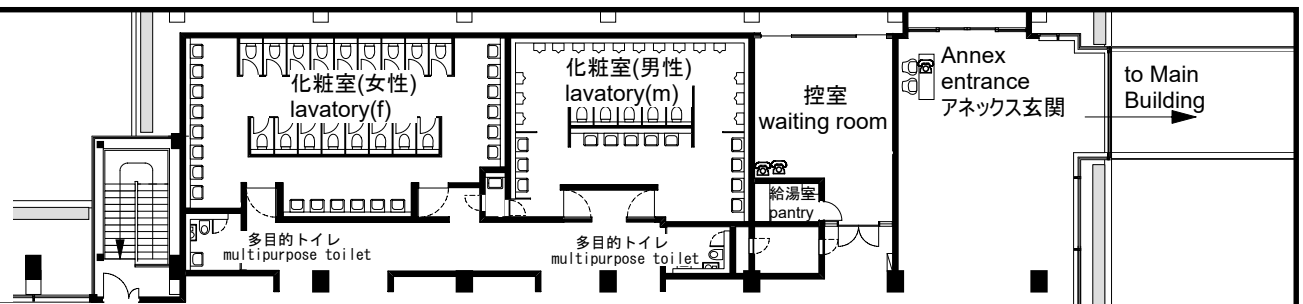 化粧室(女性)
lavatory(f)
化粧室(男性)
lavatory(m)
控室
waiting room
Annex
entrance
アネックス玄関
to Main
Building
給湯室
pantry
多目的トイレ
multipurpose toilet
多目的トイレ
multipurpose toilet